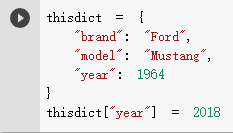 thisdict = {
    "brand": "Ford",
    "model": "Mustang",
    "year": 1964
}
thisdict["year"] = 2018